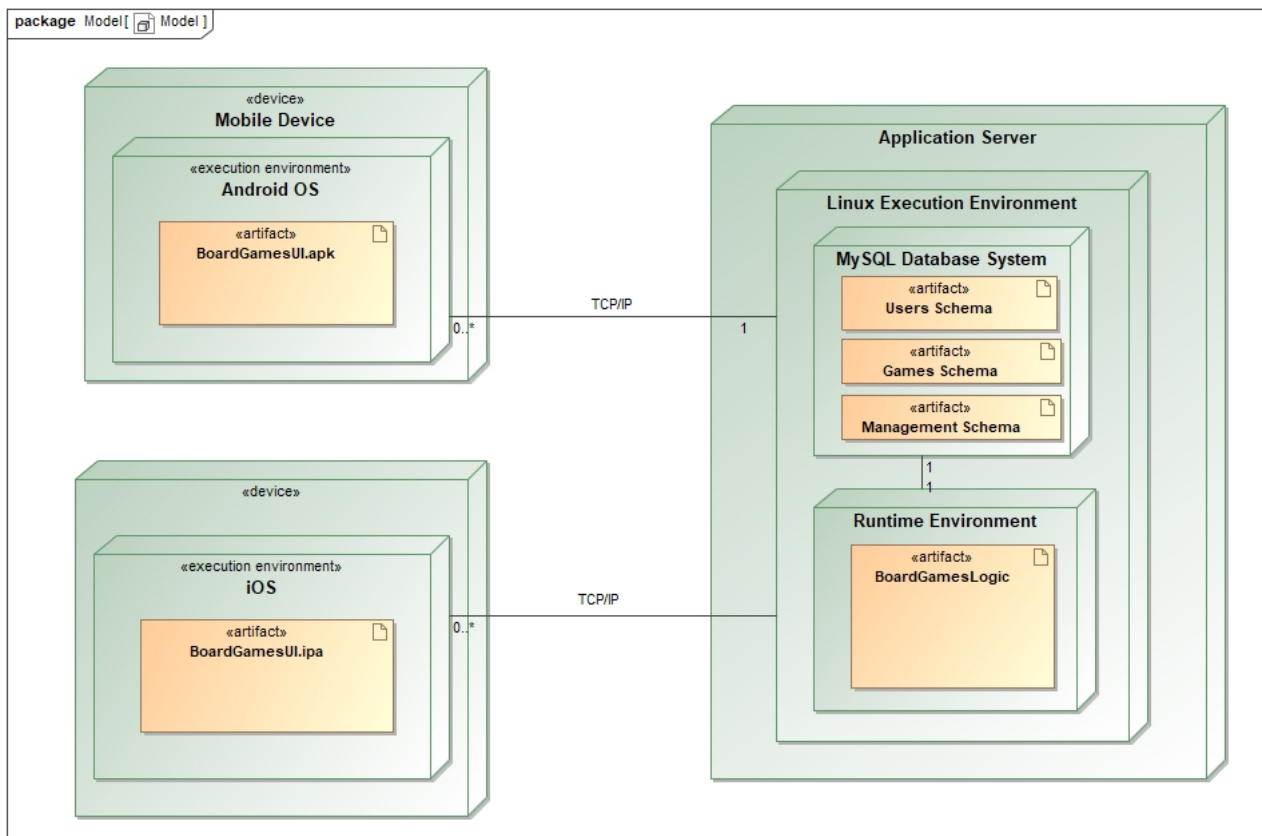 package Model[ Model ]
«device»
Mobile Device
«execution environment»
Android OS
«artifact»
BoardGamesUI.apk
0..*
TCP/IP
1
Application Server
Linux Execution Environment
MySQL Database System
«artifact»
Users Schema
«artifact»
Games Schema
«artifact»
Management Schema
1
1
Runtime Environment
«artifact»
BoardGamesLogic
«device»
«execution environment»
iOS
«artifact»
BoardGamesUI.ipa
0..*
TCP/IP